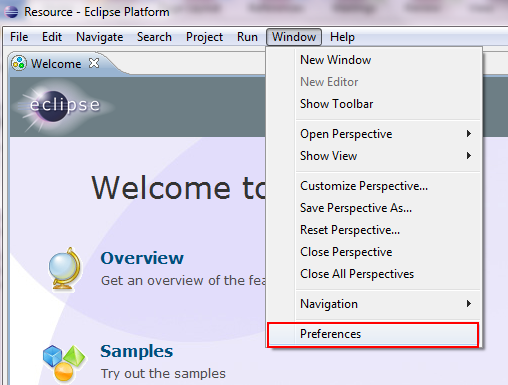 Resource - Eclipse Platform
File Edit Navigate Search Project Run Window Help
Welcome
eclipse
Welcome to
Overview
Get an overview of the fea
Samples
Try out the samples
New Window
New Editor
Show Toolbar
Open Perspective
Show View
Customize Perspective...
Save Perspective As...
Reset Perspective...
Close Perspective
Close All Perspectives
Navigation
Preferences